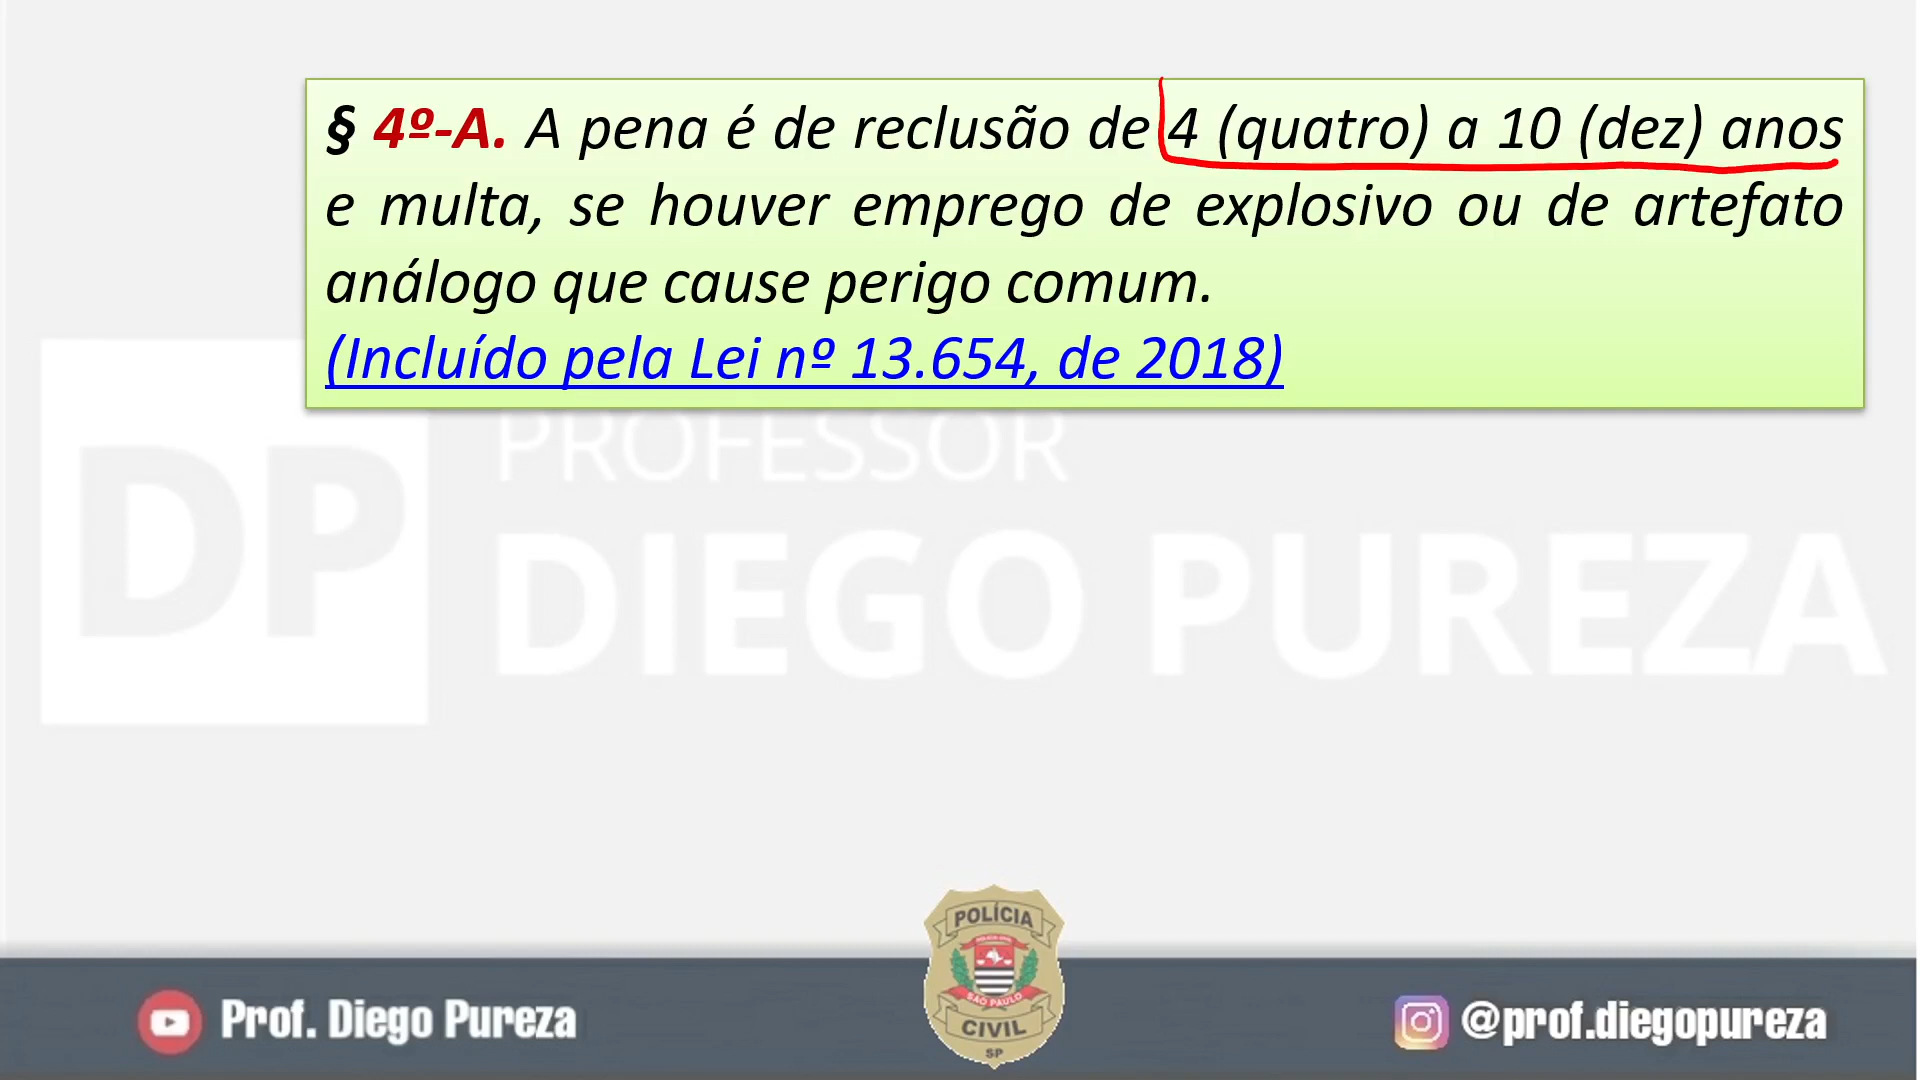 § 4º-A. A pena é de reclusão de 4 (quatro) a 10 (dez) anos
e multa, se houver emprego de explosivo ou de artefato
análogo que cause perigo comum.
(Incluído pela Lei nº 13.654, de 2018)
DP
PROFESSOR
DIEGO PUREZA
POLÍCIA
SÃO PAULO
CIVIL
SP
Prof. Diego Pureza
@prof.diegopureza